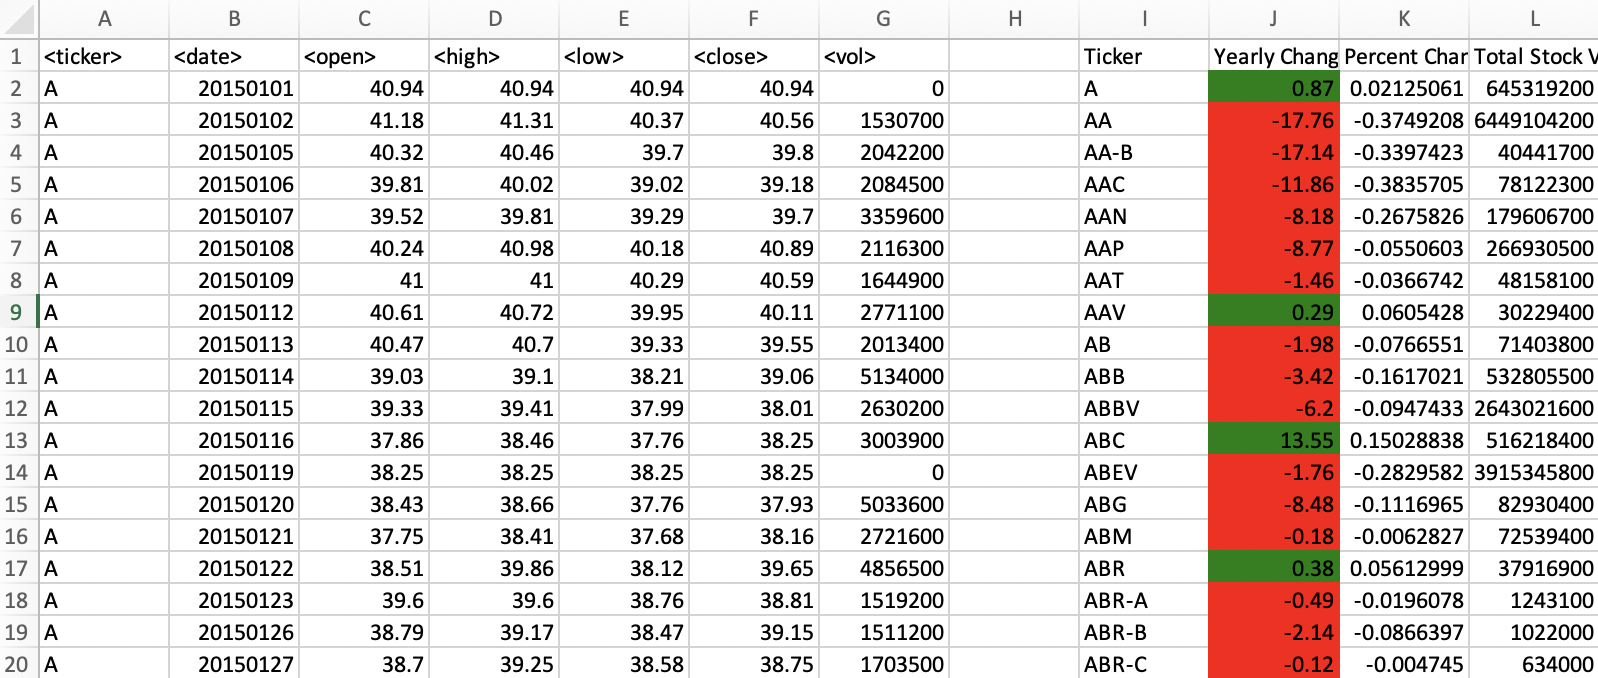 A B C D E F G H I J K L
1 <ticker> <date> <open> <high> <low> <close> <vol> Ticker Yearly Chang Percent Char Total Stock V
2 A 20150101 40.94 40.94 40.94 40.94 0 A 0.87 0.02125061 645319200
3 A 20150102 41.18 41.31 40.37 40.56 1530700 AA -17.76 -0.3749208 6449104200
4 A 20150105 40.32 40.46 39.7 39.8 2042200 AA-B -17.14 -0.3397423 40441700
5 A 20150106 39.81 40.02 39.02 39.18 2084500 AAC -11.86 -0.3835705 78122300
6 A 20150107 39.52 39.81 39.29 39.7 3359600 AAN -8.18 -0.2675826 179606700
7 A 20150108 40.24 40.98 40.18 40.89 2116300 AAP -8.77 -0.0550603 266930500
8 A 20150109 41 41 40.29 40.59 1644900 AAT -1.46 -0.0366742 48158100
9 A 20150112 40.61 40.72 39.95 40.11 2771100 AAV 0.29 0.0605428 30229400
10 A 20150113 40.47 40.7 39.33 39.55 2013400 AB -1.98 -0.0766551 71403800
11 A 20150114 39.03 39.1 38.21 39.06 5134000 ABB -3.42 -0.1617021 532805500
12 A 20150115 39.33 39.41 37.99 38.01 2630200 ABBV -6.2 -0.0947433 2643021600
13 A 20150116 37.86 38.46 37.76 38.25 3003900 ABC 13.55 0.15028838 516218400
14 A 20150119 38.25 38.25 38.25 38.25 0 ABEV -1.76 -0.2829582 3915345800
15 A 20150120 38.43 38.66 37.76 37.93 5033600 ABG -8.48 -0.1116965 82930400
16 A 20150121 37.75 38.41 37.68 38.16 2721600 ABM -0.18 -0.0062827 72539400
17 A 20150122 38.51 39.86 38.12 39.65 4856500 ABR 0.38 0.05612999 37916900
18 A 20150123 39.6 39.6 38.76 38.81 1519200 ABR-A -0.49 -0.0196078 1243100
19 A 20150126 38.79 39.17 38.47 39.15 1511200 ABR-B -2.14 -0.0866397 1022000
20 A 20150127 38.7 39.25 38.58 38.75 1703500 ABR-C -0.12 -0.004745 634000